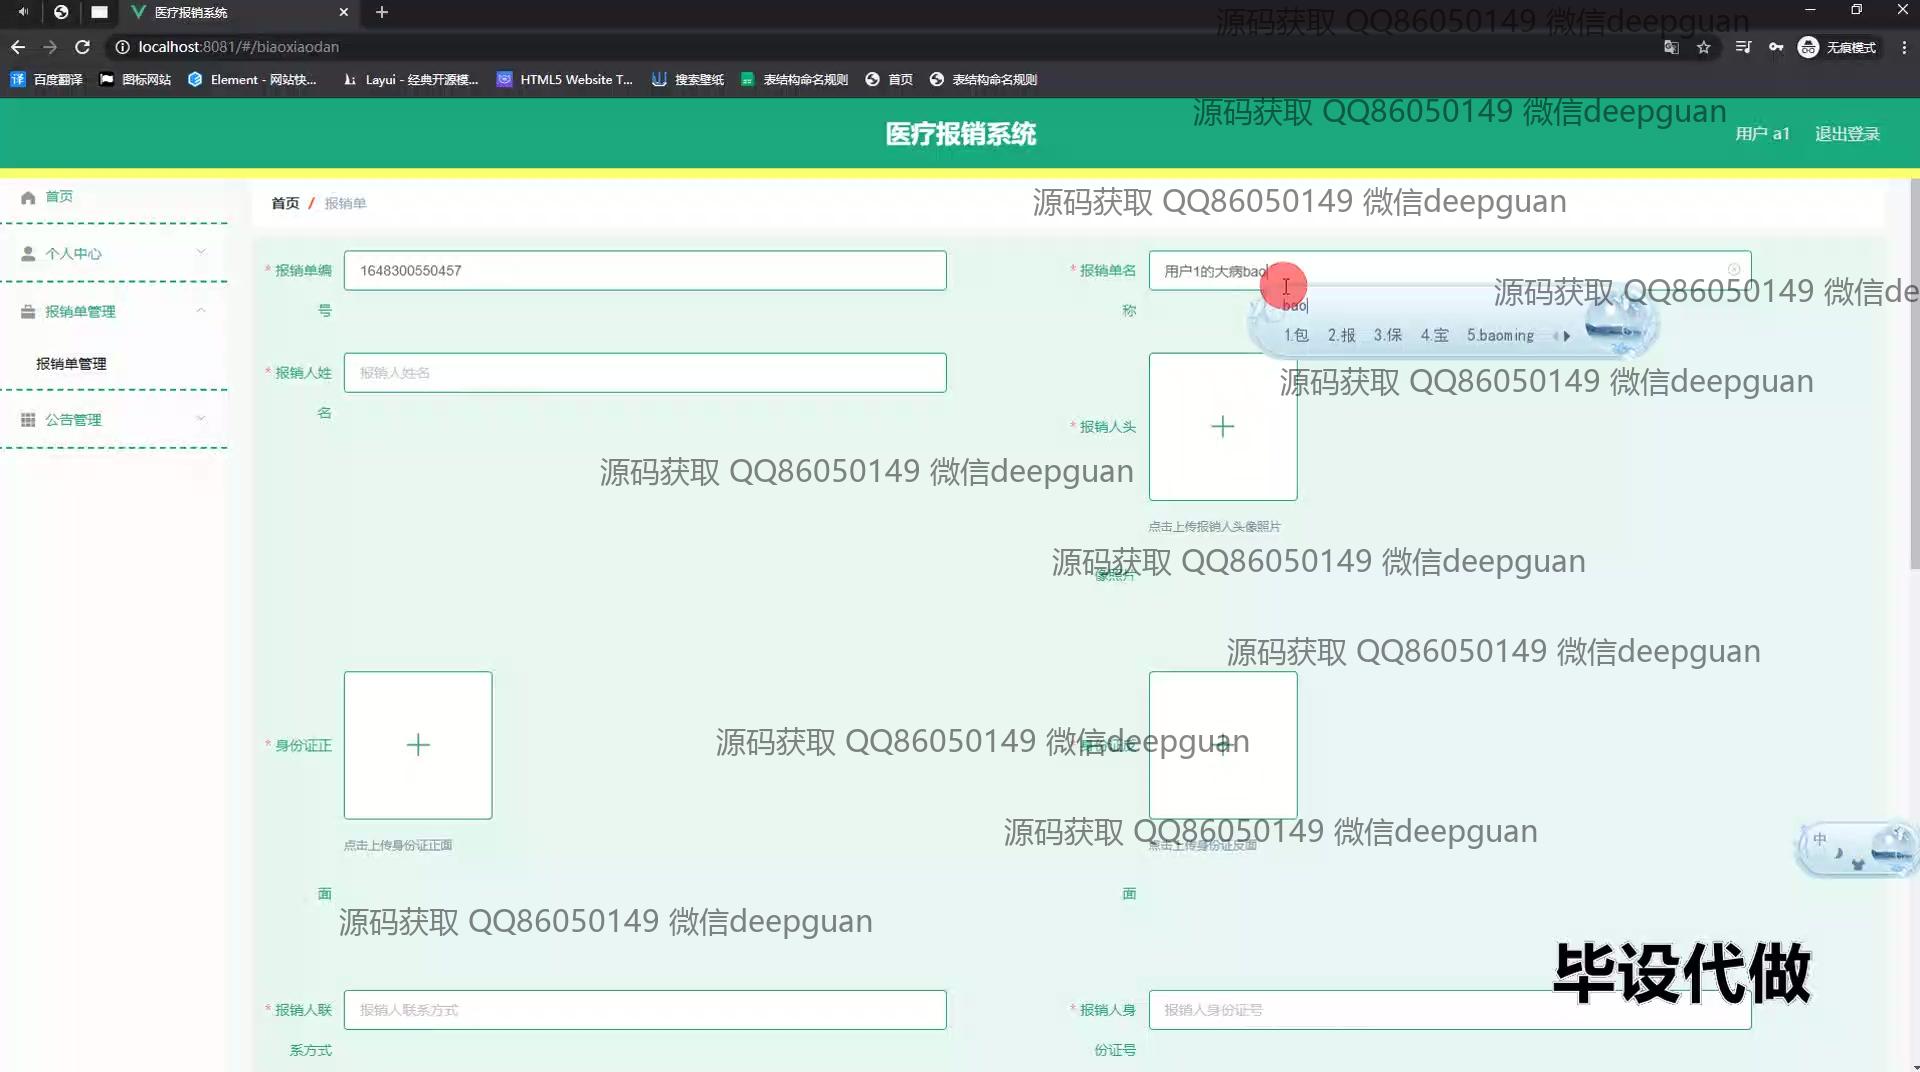 医疗报销系统
源码获取 QQ86050149 微信deepguan
localhost:8081/#/biaoxiaodan
无痕模式
百度翻译
图标网站
Element - 网站快...
Layui - 经典开源模...
HTML5 Website T...
搜索壁纸
表结构命名规则
首页
表结构命名规则
源码获取 QQ86050149 微信deepguan
医疗报销系统
用户 a1
退出登录
首页
首页 / 报销单
源码获取 QQ86050149 微信deepguan
个人中心
* 报销单编号
1648300550457
* 报销单名称
用户1的大病bao
源码获取 QQ86050149 微信de
报销单管理
bao
1.包 2.报 3.保 4.宝 5.baoming
报销单管理
* 报销人姓名
报销人姓名
源码获取 QQ86050149 微信deepguan
公告管理
* 报销人头像照片
源码获取 QQ86050149 微信deepguan
点击上传报销人头像照片
源码获取 QQ86050149 微信deepguan
源码获取 QQ86050149 微信deepguan
* 身份证正面
源码获取 QQ86050149 微信deepguan
* 身份证反面
点击上传身份证正面
源码获取 QQ86050149 微信deepguan
点击上传身份证反面
中
源码获取 QQ86050149 微信deepguan
毕设代做
* 报销人联系方式
报销人联系方式
* 报销人身份证号
报销人身份证号